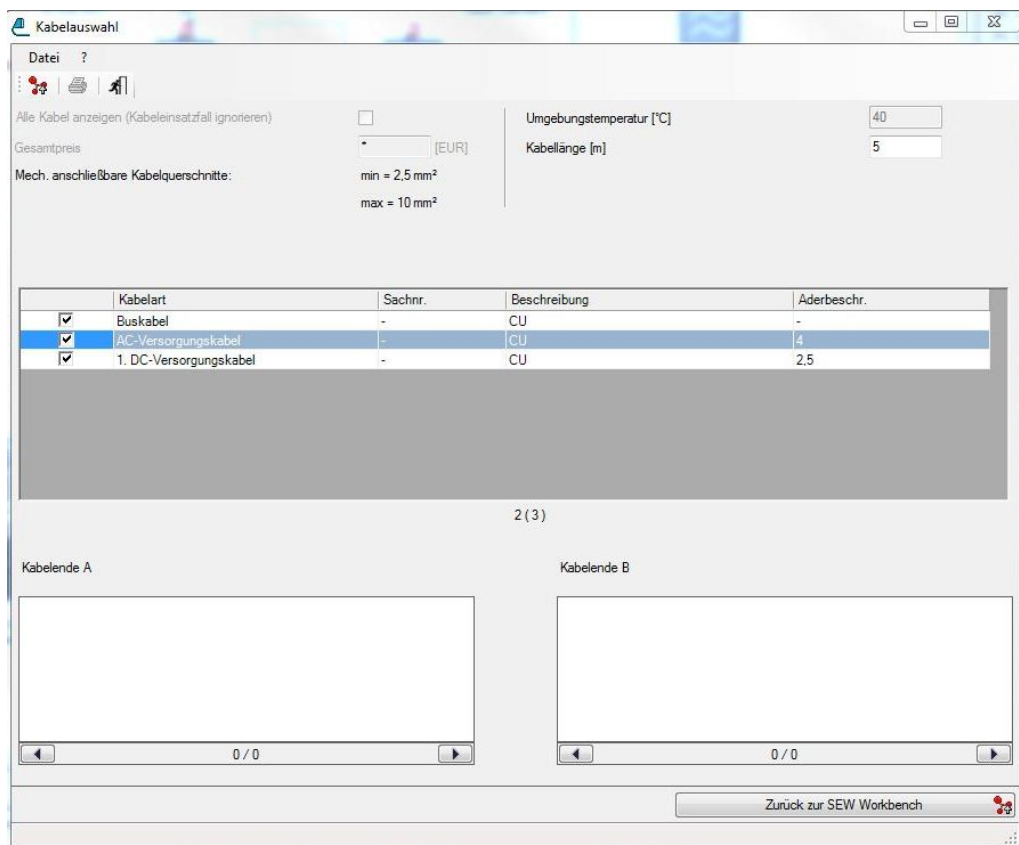 Kabelauswahl
Datei ?
Alle Kabel anzeigen (Kabeleinsatzfall ignorieren)
Umgebungstemperatur [°C] 40
Gesamtpreis * [EUR]
Kabellänge [m] 5
Mech. anschließbare Kabelquerschnitte: min = 2,5 mm²
max = 10 mm²
Kabelart Sachnr. Beschreibung Aderbeschr.
Buskabel - CU -
AC-Versorgungskabel - CU 4
1. DC-Versorgungskabel - CU 2,5
2 ( 3 )
Kabelende A Kabelende B
0 / 0 0 / 0
Zurück zur SEW Workbench